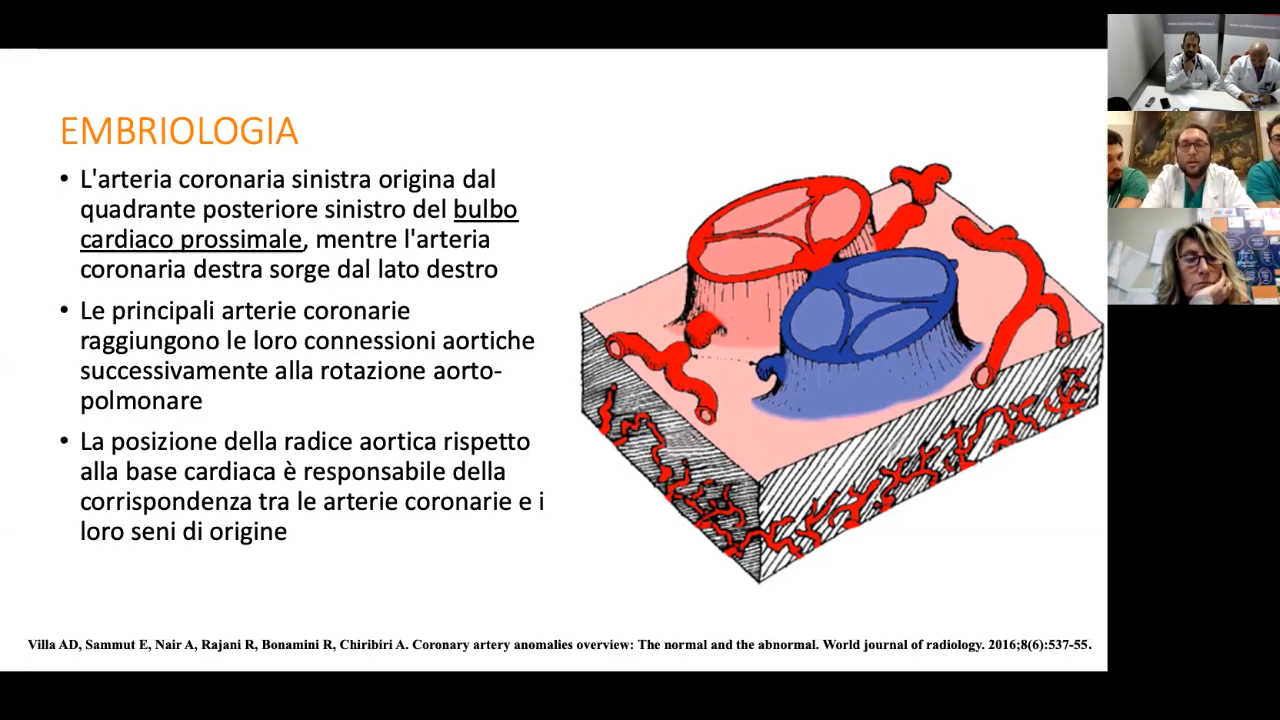 EMBRIOLOGIA
• L'arteria coronaria sinistra origina dal
quadrante posteriore sinistro del bulbo
cardiaco prossimale, mentre l'arteria
coronaria destra sorge dal lato destro
• Le principali arterie coronarie
raggiungono le loro connessioni aortiche
successivamente alla rotazione aorto-
polmonare
• La posizione della radice aortica rispetto
alla base cardiaca è responsabile della
corrispondenza tra le arterie coronarie e i
loro seni di origine
Villa AD, Sammut E, Nair A, Rajani R, Bonamini R, Chiribiri A. Coronary artery anomalies overview: The normal and the abnormal. World journal of radiology. 2016;8(6):537-55.